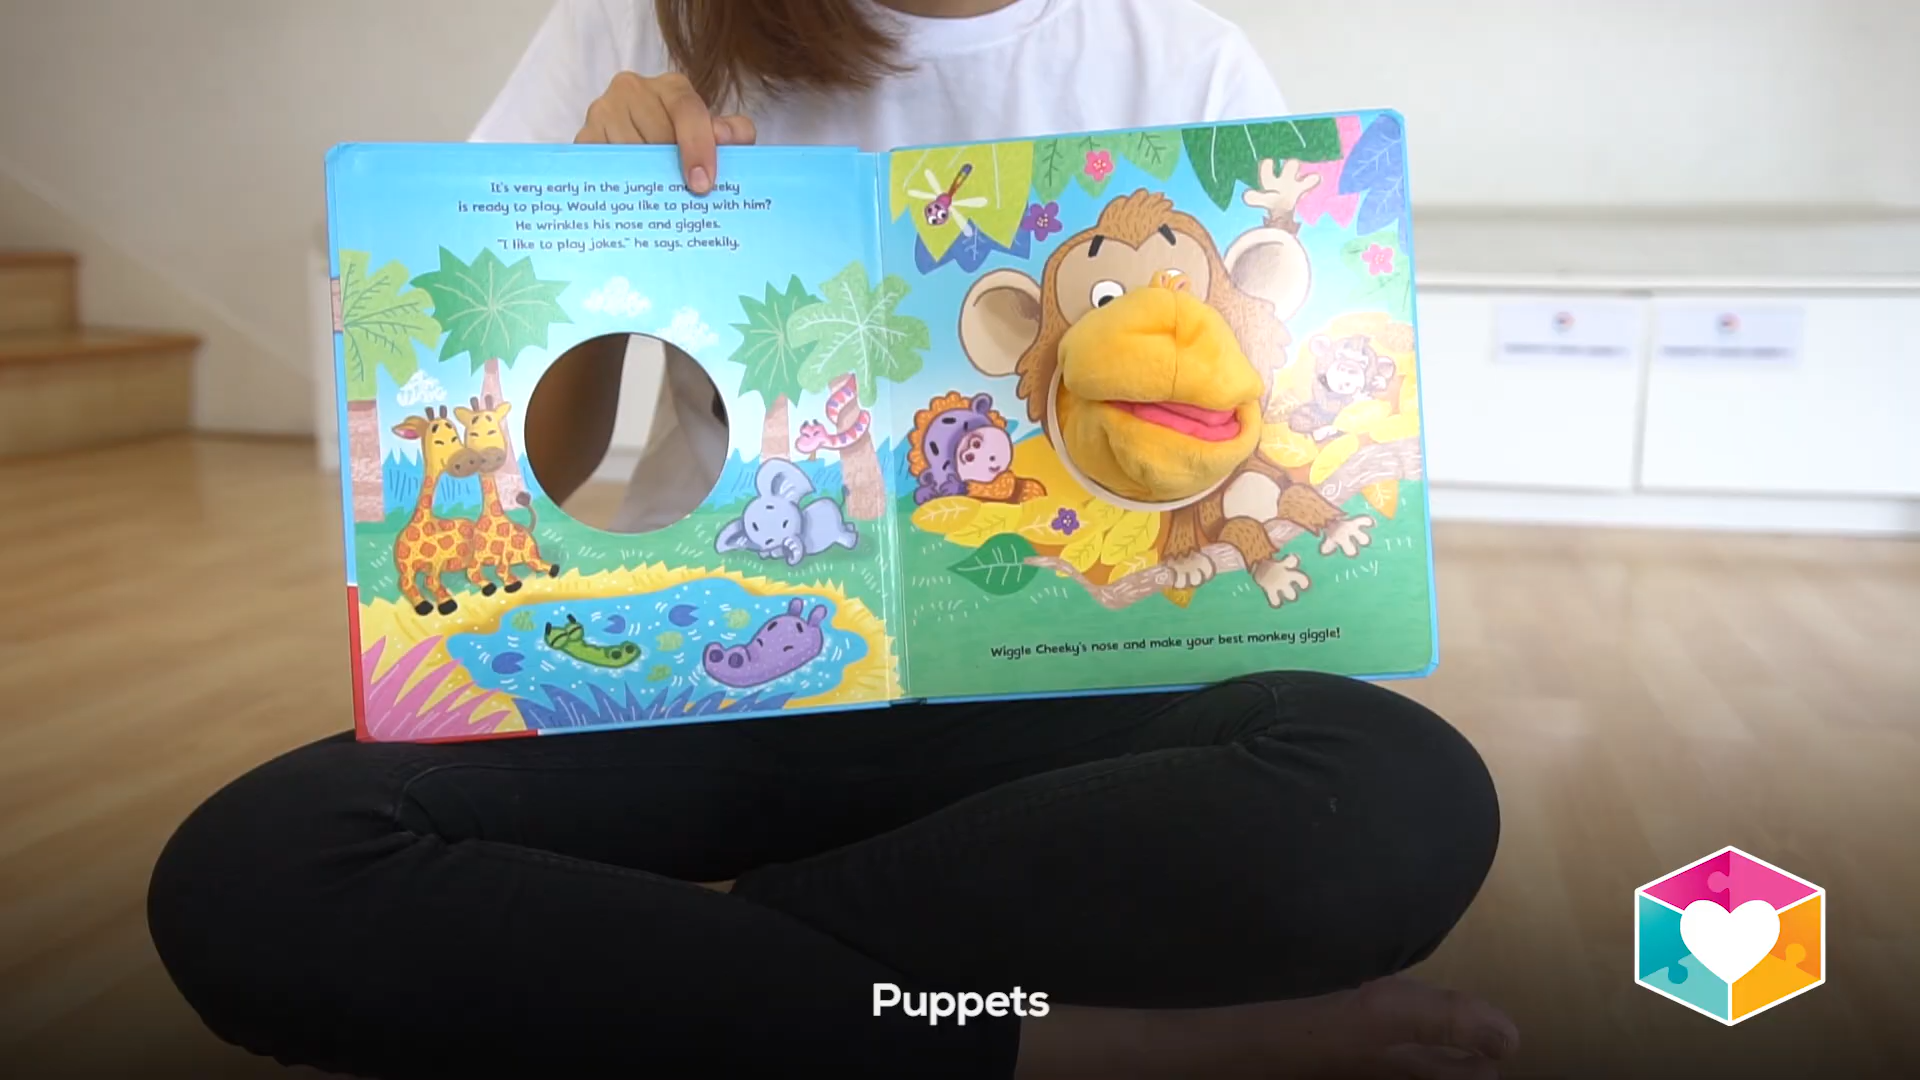 It's very early in the jungle and eeky
is ready to play. Would you like to play with him?
He wrinkles his nose and giggles.
"I like to play jokes," he says, cheekily.
Wiggle Cheeky's nose and make your best monkey giggle!
Puppets